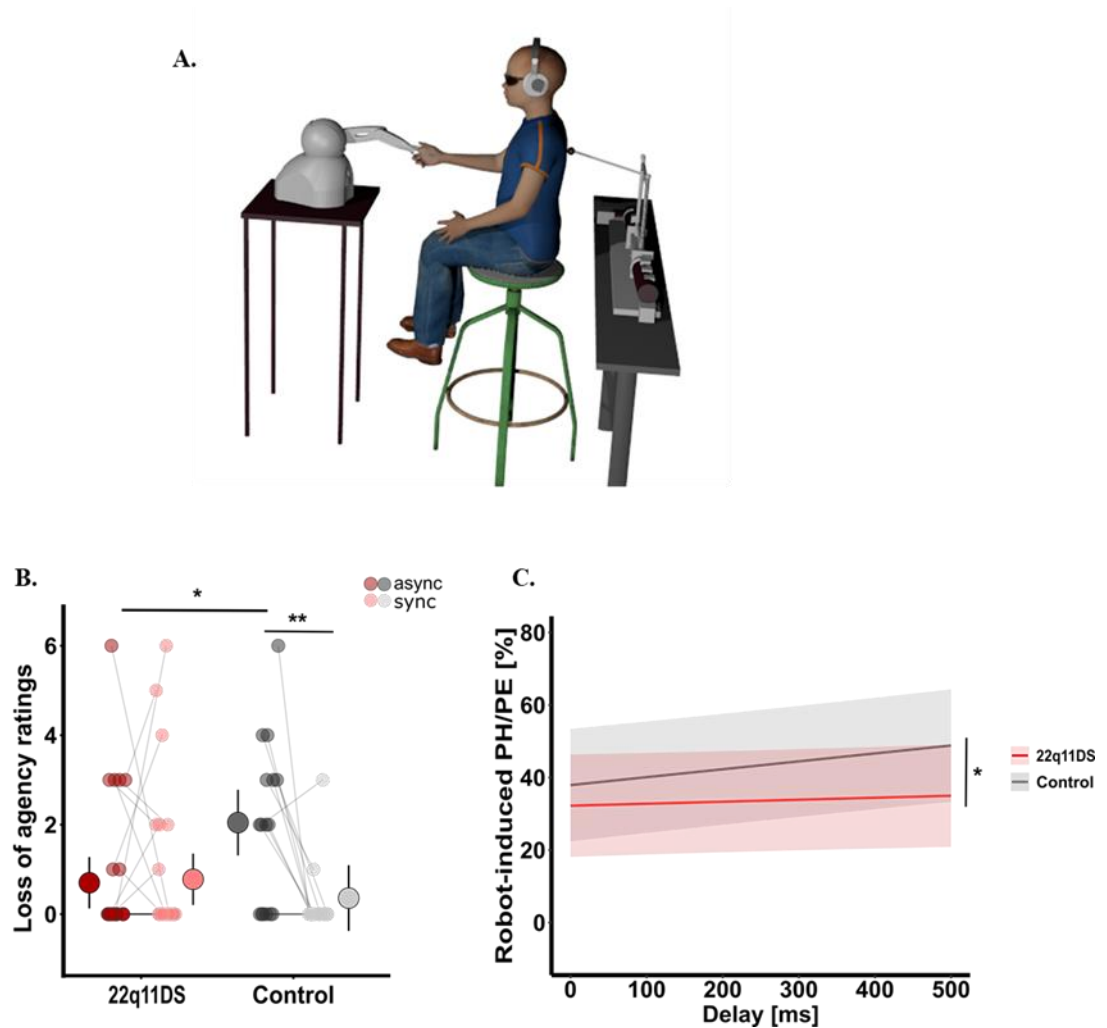 A.
B.
async
sync
*
**
Loss of agency ratings
6
4
2
0
22q11DS
Control
C.
Robot-induced PH/PE [%]
80
60
40
20
0
*
22q11DS
Control
0 100 200 300 400 500
Delay [ms]